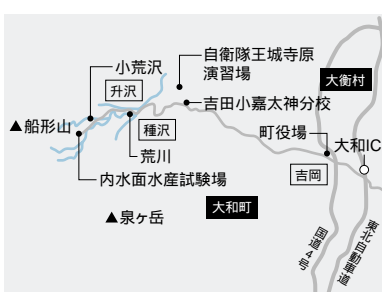 自衛隊王城寺原
演習場
小荒沢
大衡村
升沢
吉田小嘉太神分校
▲船形山
種沢
町役場
大和IC
荒川
吉岡
内水面水産試験場
大和町
▲泉ヶ岳
国道4号
東北自動車道